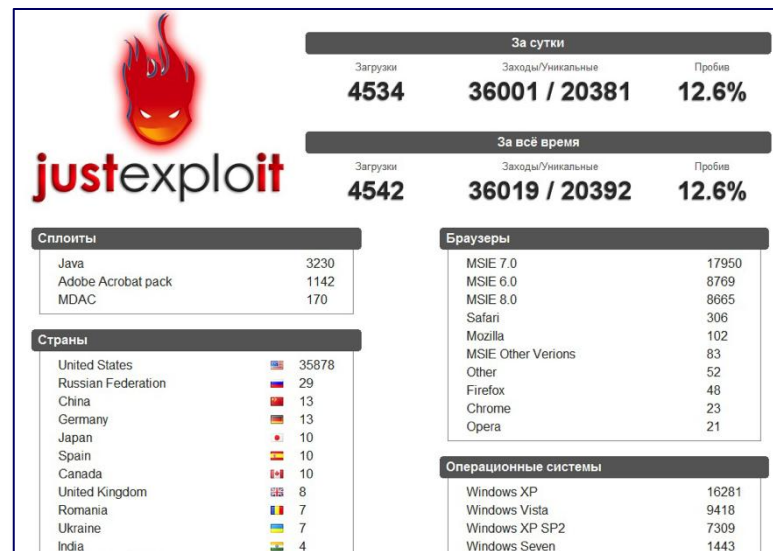 justexploit
За сутки
Загрузки Заходы/Уникальные Пробив
4534 36001 / 20381 12.6%
За всё время
Загрузки Заходы/Уникальные Пробив
4542 36019 / 20392 12.6%
Сплоиты
Java 3230
Adobe Acrobat pack 1142
MDAC 170
Страны
United States 35878
Russian Federation 29
China 13
Germany 13
Japan 10
Spain 10
Canada 10
United Kingdom 8
Romania 7
Ukraine 7
India 4
Браузеры
MSIE 7.0 17950
MSIE 6.0 8769
MSIE 8.0 8665
Safari 306
Mozilla 102
MSIE Other Verions 83
Other 52
Firefox 48
Chrome 23
Opera 21
Операционные системы
Windows XP 16281
Windows Vista 9418
Windows XP SP2 7309
Windows Seven 1443